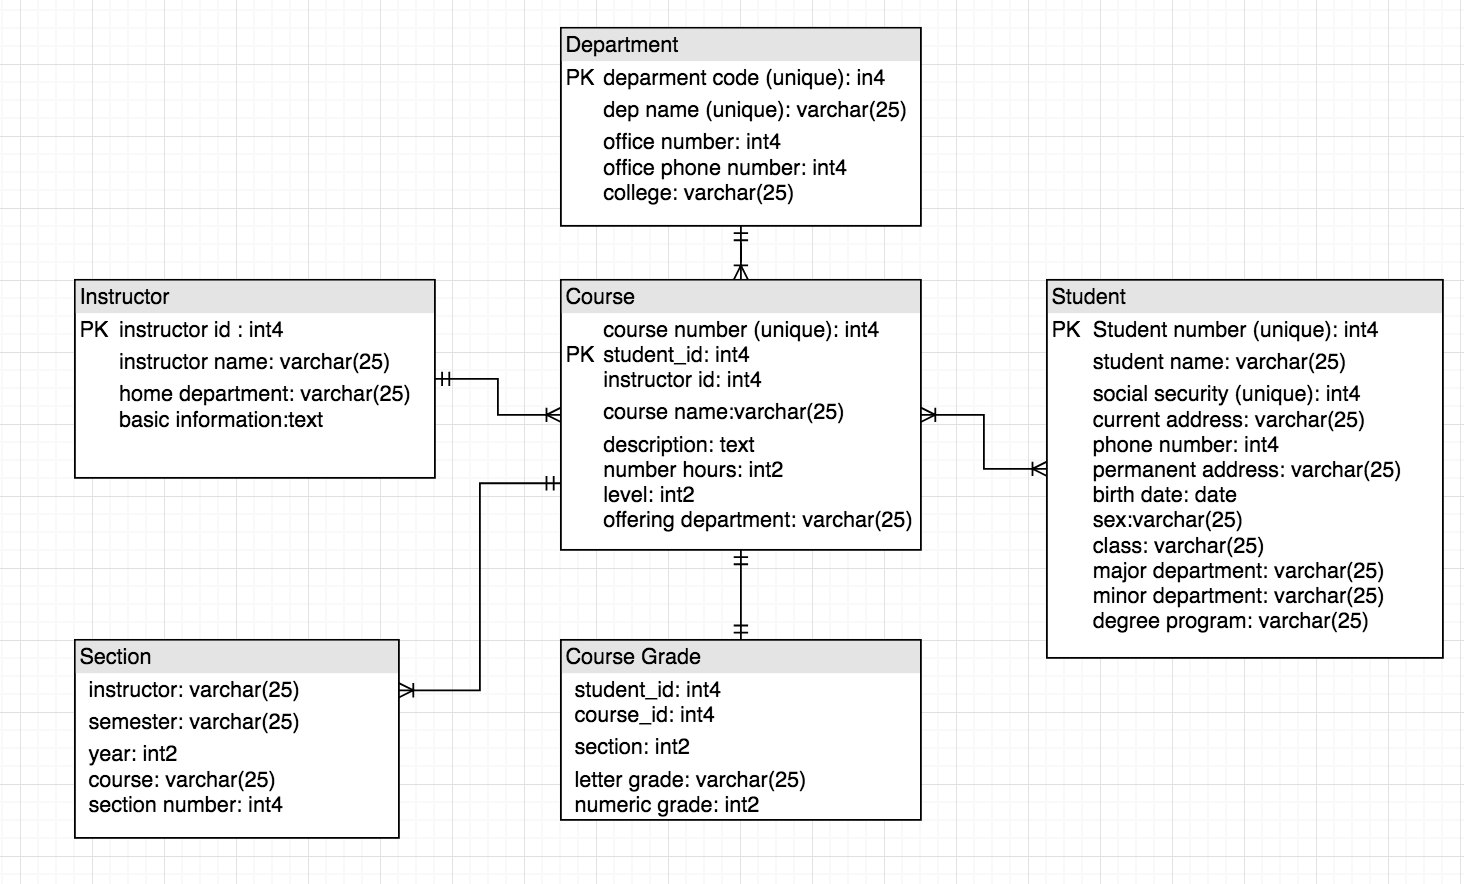 Department
PK deparment code (unique): in4
dep name (unique): varchar(25)
office number: int4
office phone number: int4
college: varchar(25)
Instructor
PK instructor id : int4
instructor name: varchar(25)
home department: varchar(25)
basic information:text
Course
course number (unique): int4
PK student_id: int4
instructor id: int4
course name:varchar(25)
description: text
number hours: int2
level: int2
offering department: varchar(25)
Student
PK Student number (unique): int4
student name: varchar(25)
social security (unique): int4
current address: varchar(25)
phone number: int4
permanent address: varchar(25)
birth date: date
sex:varchar(25)
class: varchar(25)
major department: varchar(25)
minor department: varchar(25)
degree program: varchar(25)
Section
instructor: varchar(25)
semester: varchar(25)
year: int2
course: varchar(25)
section number: int4
Course Grade
student_id: int4
course_id: int4
section: int2
letter grade: varchar(25)
numeric grade: int2